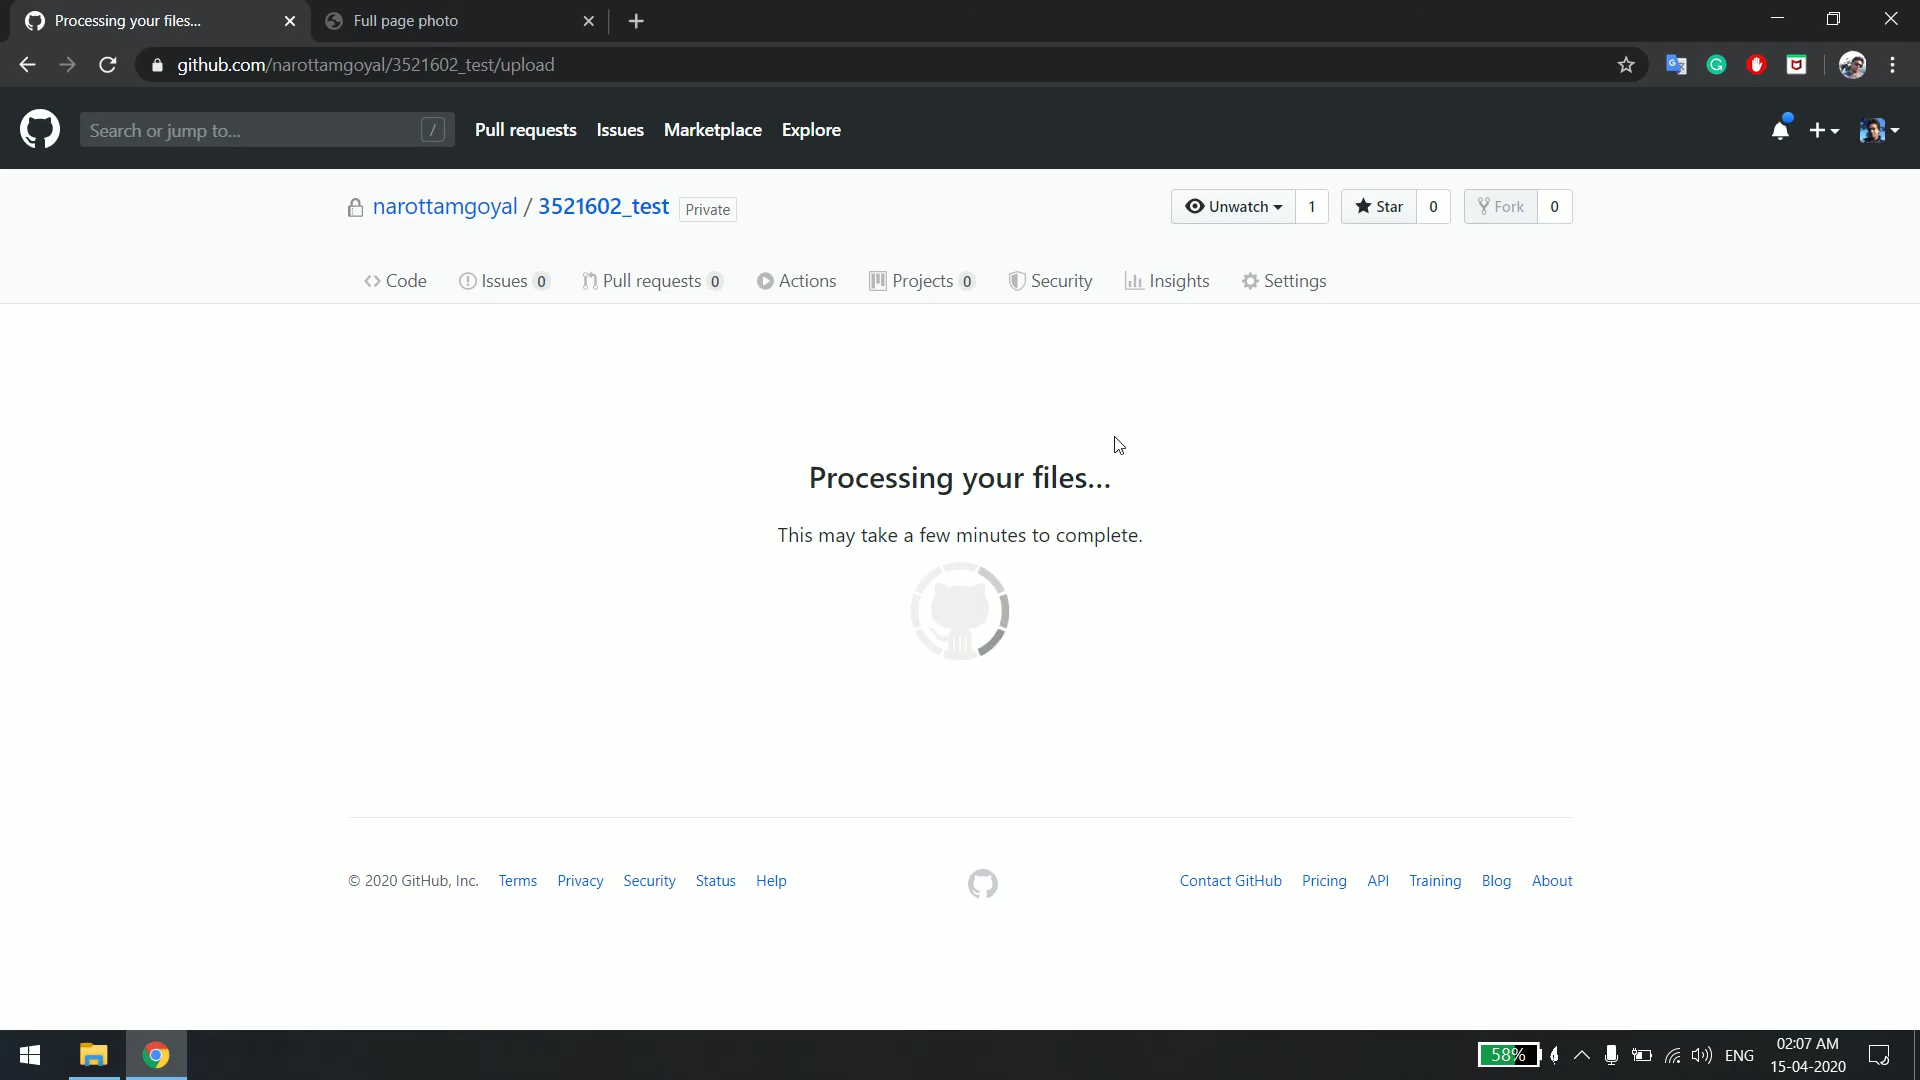 Processing your files...
Full page photo
github.com/narottamgoyal/3521602_test/upload
Search or jump to...
/
Pull requests
Issues
Marketplace
Explore
narottamgoyal / 3521602_test
Private
Unwatch
1
Star
0
Fork
0
Code
Issues 0
Pull requests 0
Actions
Projects 0
Security
Insights
Settings
Processing your files...
This may take a few minutes to complete.
© 2020 GitHub, Inc.
Terms
Privacy
Security
Status
Help
Contact GitHub
Pricing
API
Training
Blog
About
58%
ENG
02:07 AM
15-04-2020